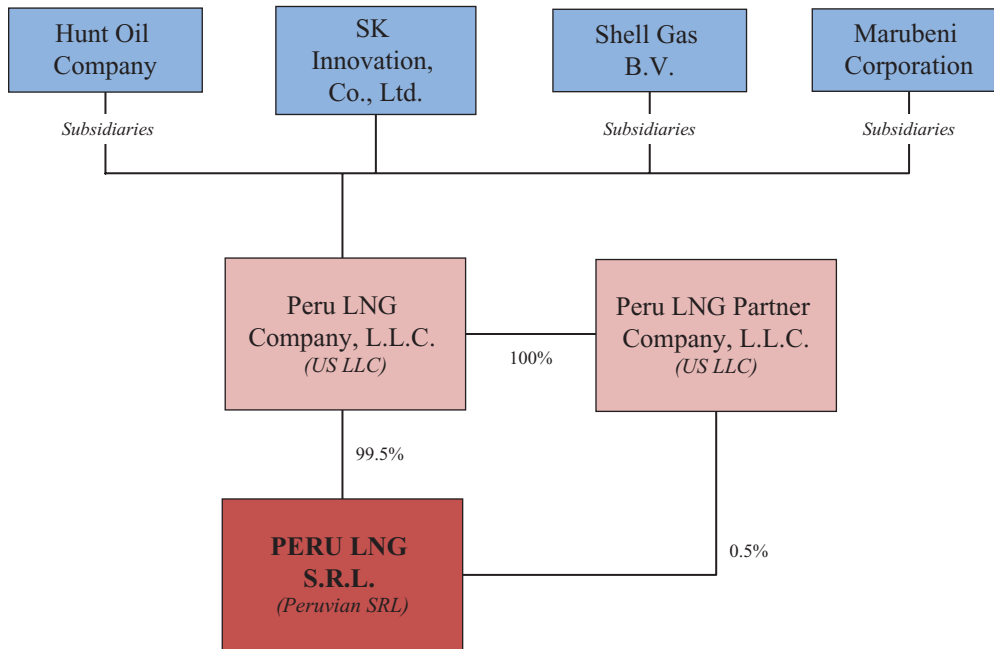 Hunt Oil
Company
SK
Innovation,
Co., Ltd.
Shell Gas
B.V.
Marubeni
Corporation
Subsidiaries
Subsidiaries
Subsidiaries
Peru LNG
Company, L.L.C.
(US LLC)
100%
Peru LNG Partner
Company, L.L.C.
(US LLC)
99.5%
PERU LNG
S.R.L.
(Peruvian SRL)
0.5%